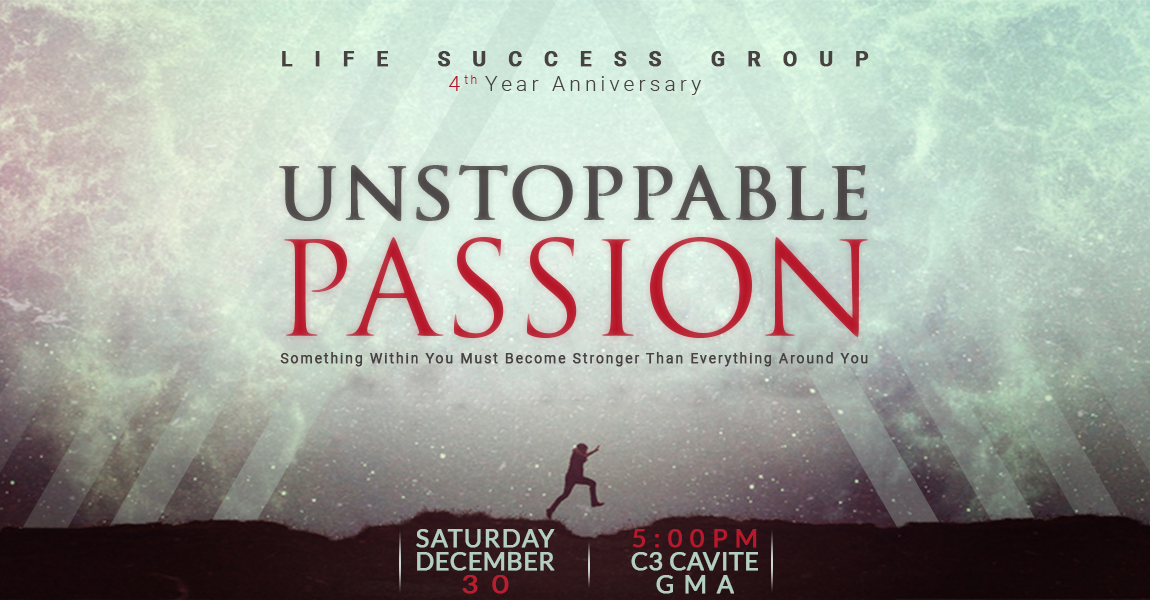 LIFE SUCCESS GROUP
4th Year Anniversary
UNSTOPPABLE
PASSION
Something Within You Must Become Stronger Than Everything Around You
SATURDAY
DECEMBER
30
5:00PM
C3 CAVITE
GMA